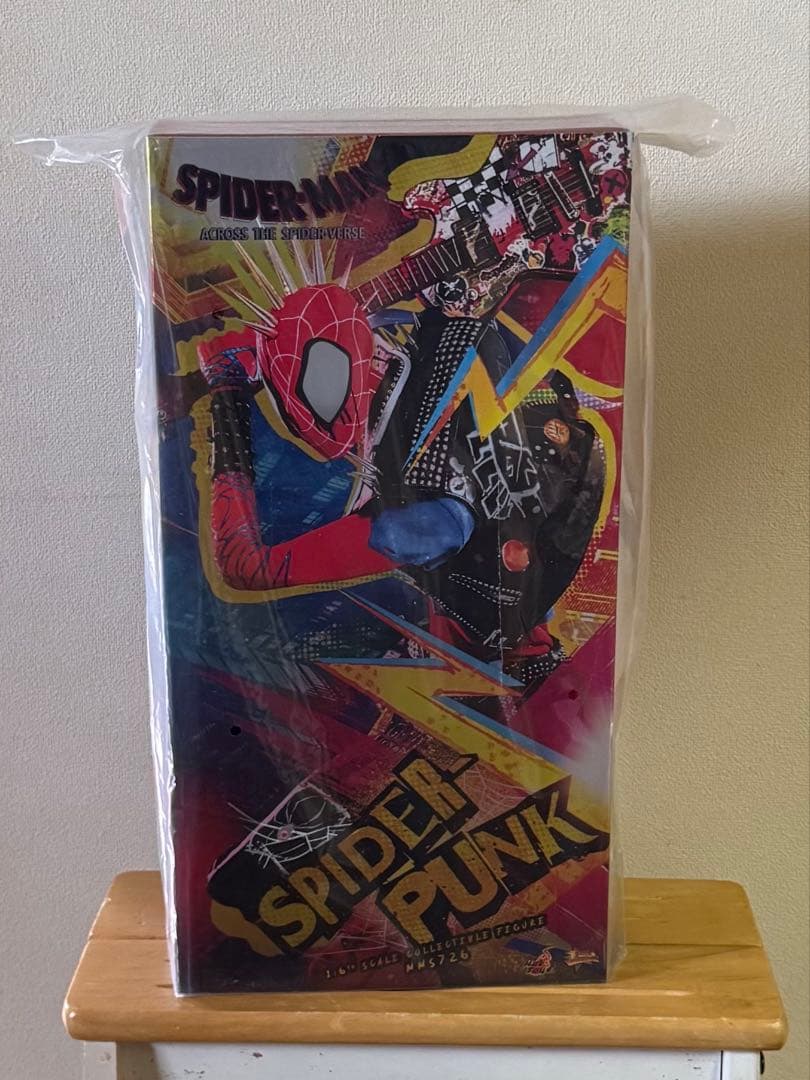 SPIDER-MAN
ACROSS THE SPIDER-VERSE
SPIDER-
PUNK
1/6TH SCALE COLLECTIBLE FIGURE
MMS726